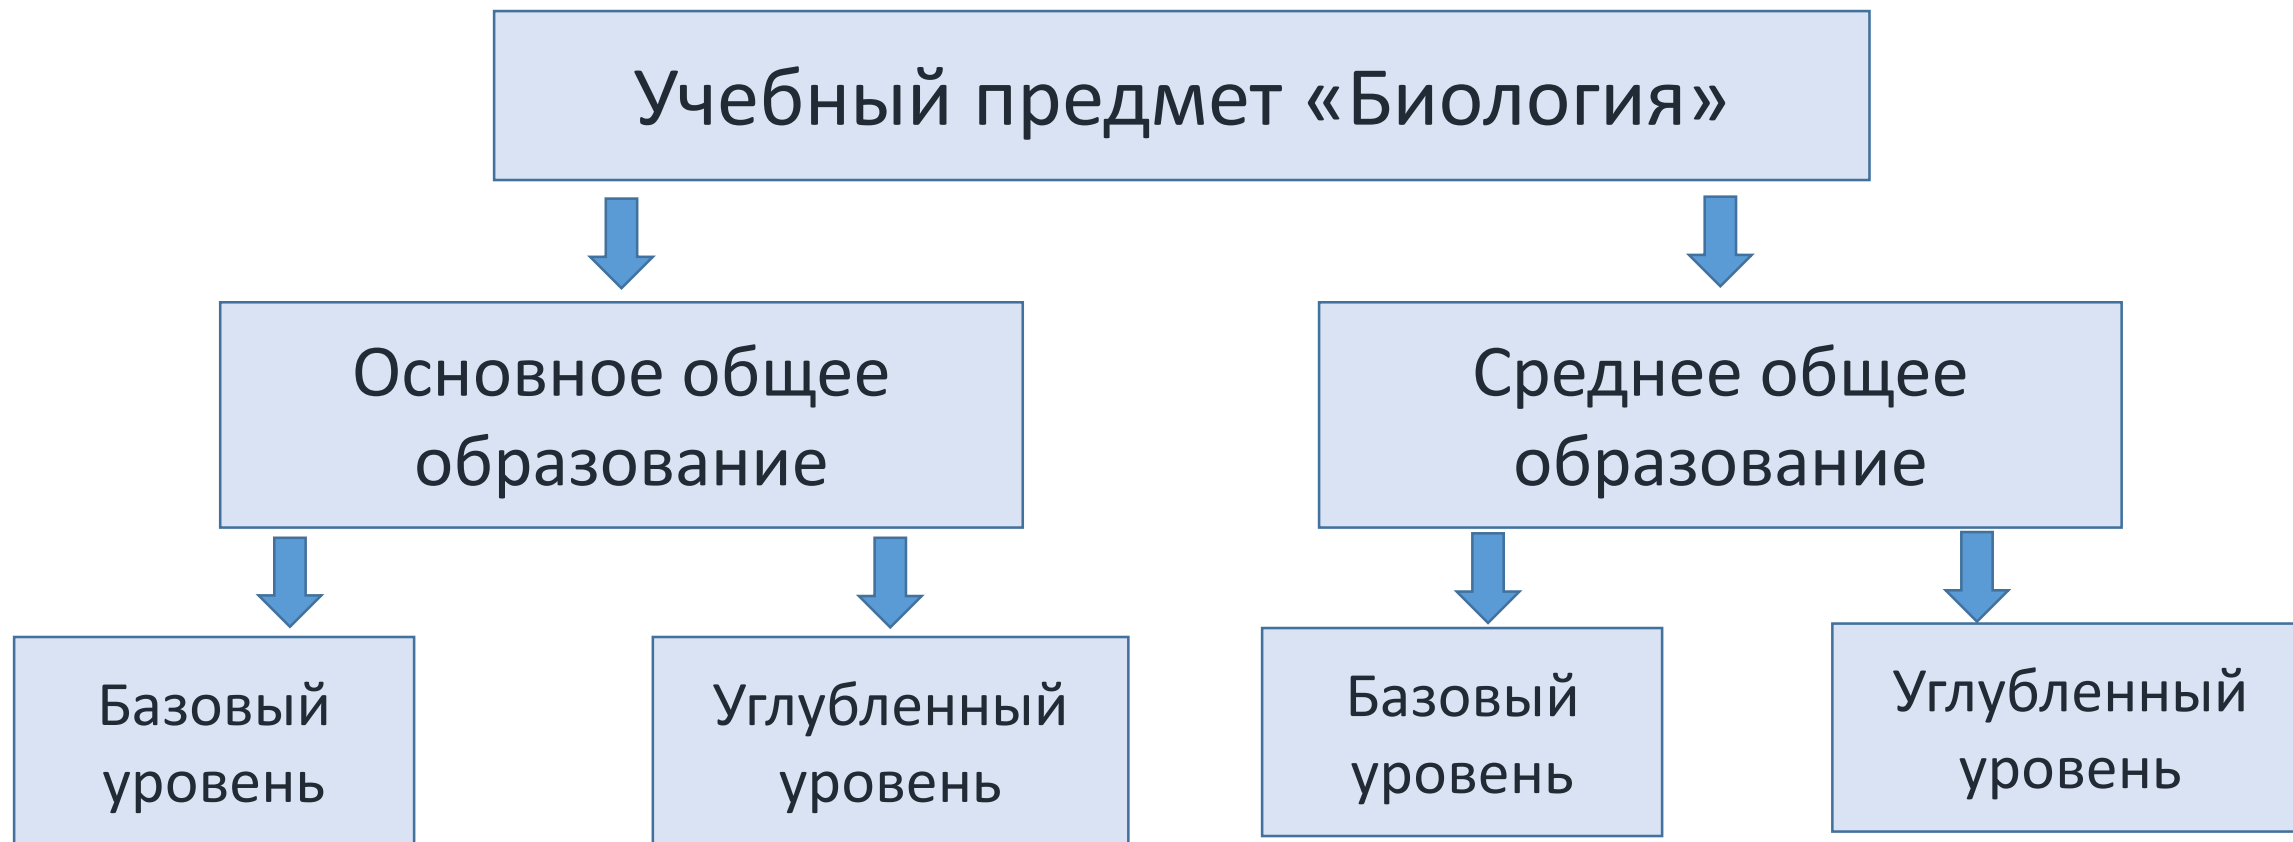 Учебный предмет «Биология»
Основное общее
образование
Среднее общее
образование
Базовый
уровень
Углубленный
уровень
Базовый
уровень
Углубленный
уровень